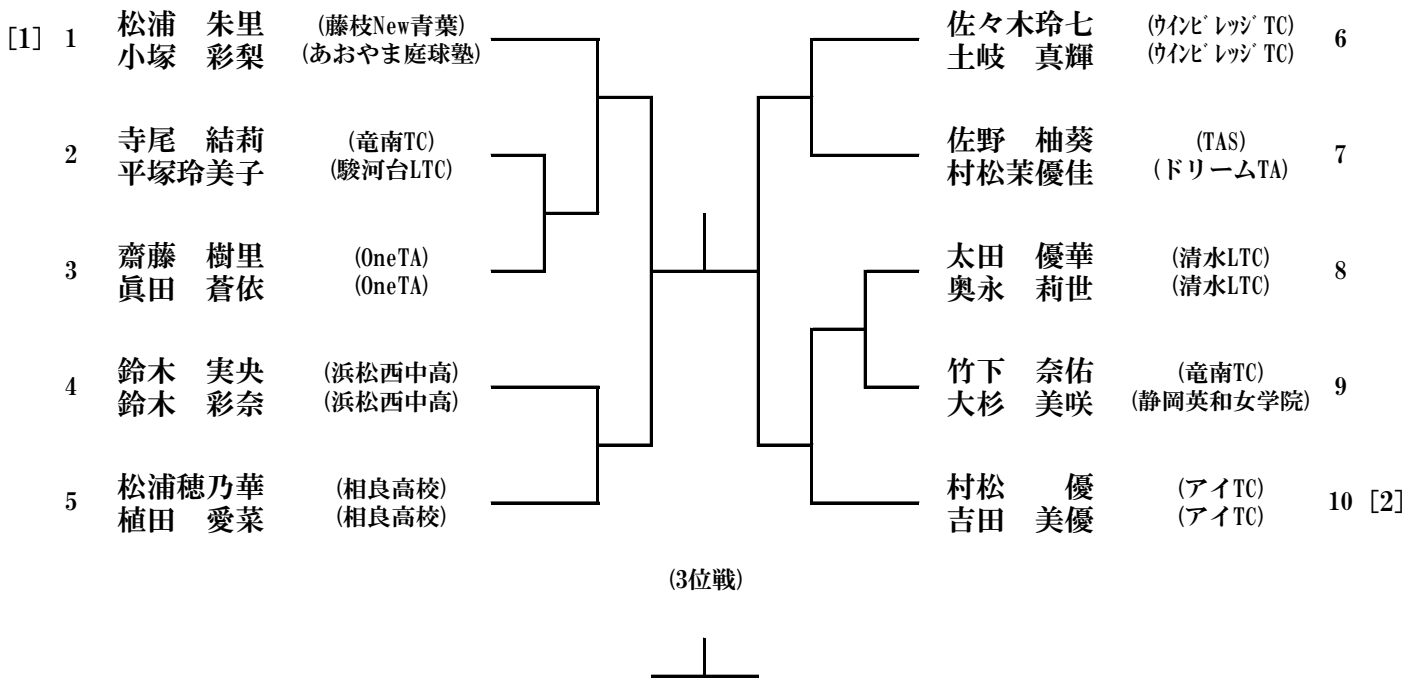 [1] 1 松浦　朱里 (藤枝New青葉)
小塚　彩梨 (あおやま庭球塾)
2 寺尾　結莉 (竜南TC)
平塚玲美子 (駿河台LTC)
3 齋藤　樹里 (OneTA)
眞田　蒼依 (OneTA)
4 鈴木　実央 (浜松西中高)
鈴木　彩奈 (浜松西中高)
5 松浦穂乃華 (相良高校)
植田　愛菜 (相良高校)
佐々木玲七 (ｳｲﾝﾋﾞﾚｯｼﾞTC) 6
土岐　真輝 (ｳｲﾝﾋﾞﾚｯｼﾞTC)
佐野　柚葵 (TAS) 7
村松茉優佳 (ドリームTA)
太田　優華 (清水LTC) 8
奥永　莉世 (清水LTC)
竹下　奈佑 (竜南TC) 9
大杉　美咲 (静岡英和女学院)
村松　　優 (アイTC) 10 [2]
吉田　美優 (アイTC)
(3位戦)